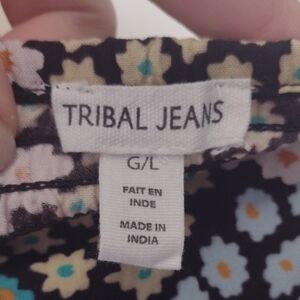 TRIBAL JEANS
G/L
FAIT EN
INDE
MADE IN
INDIA